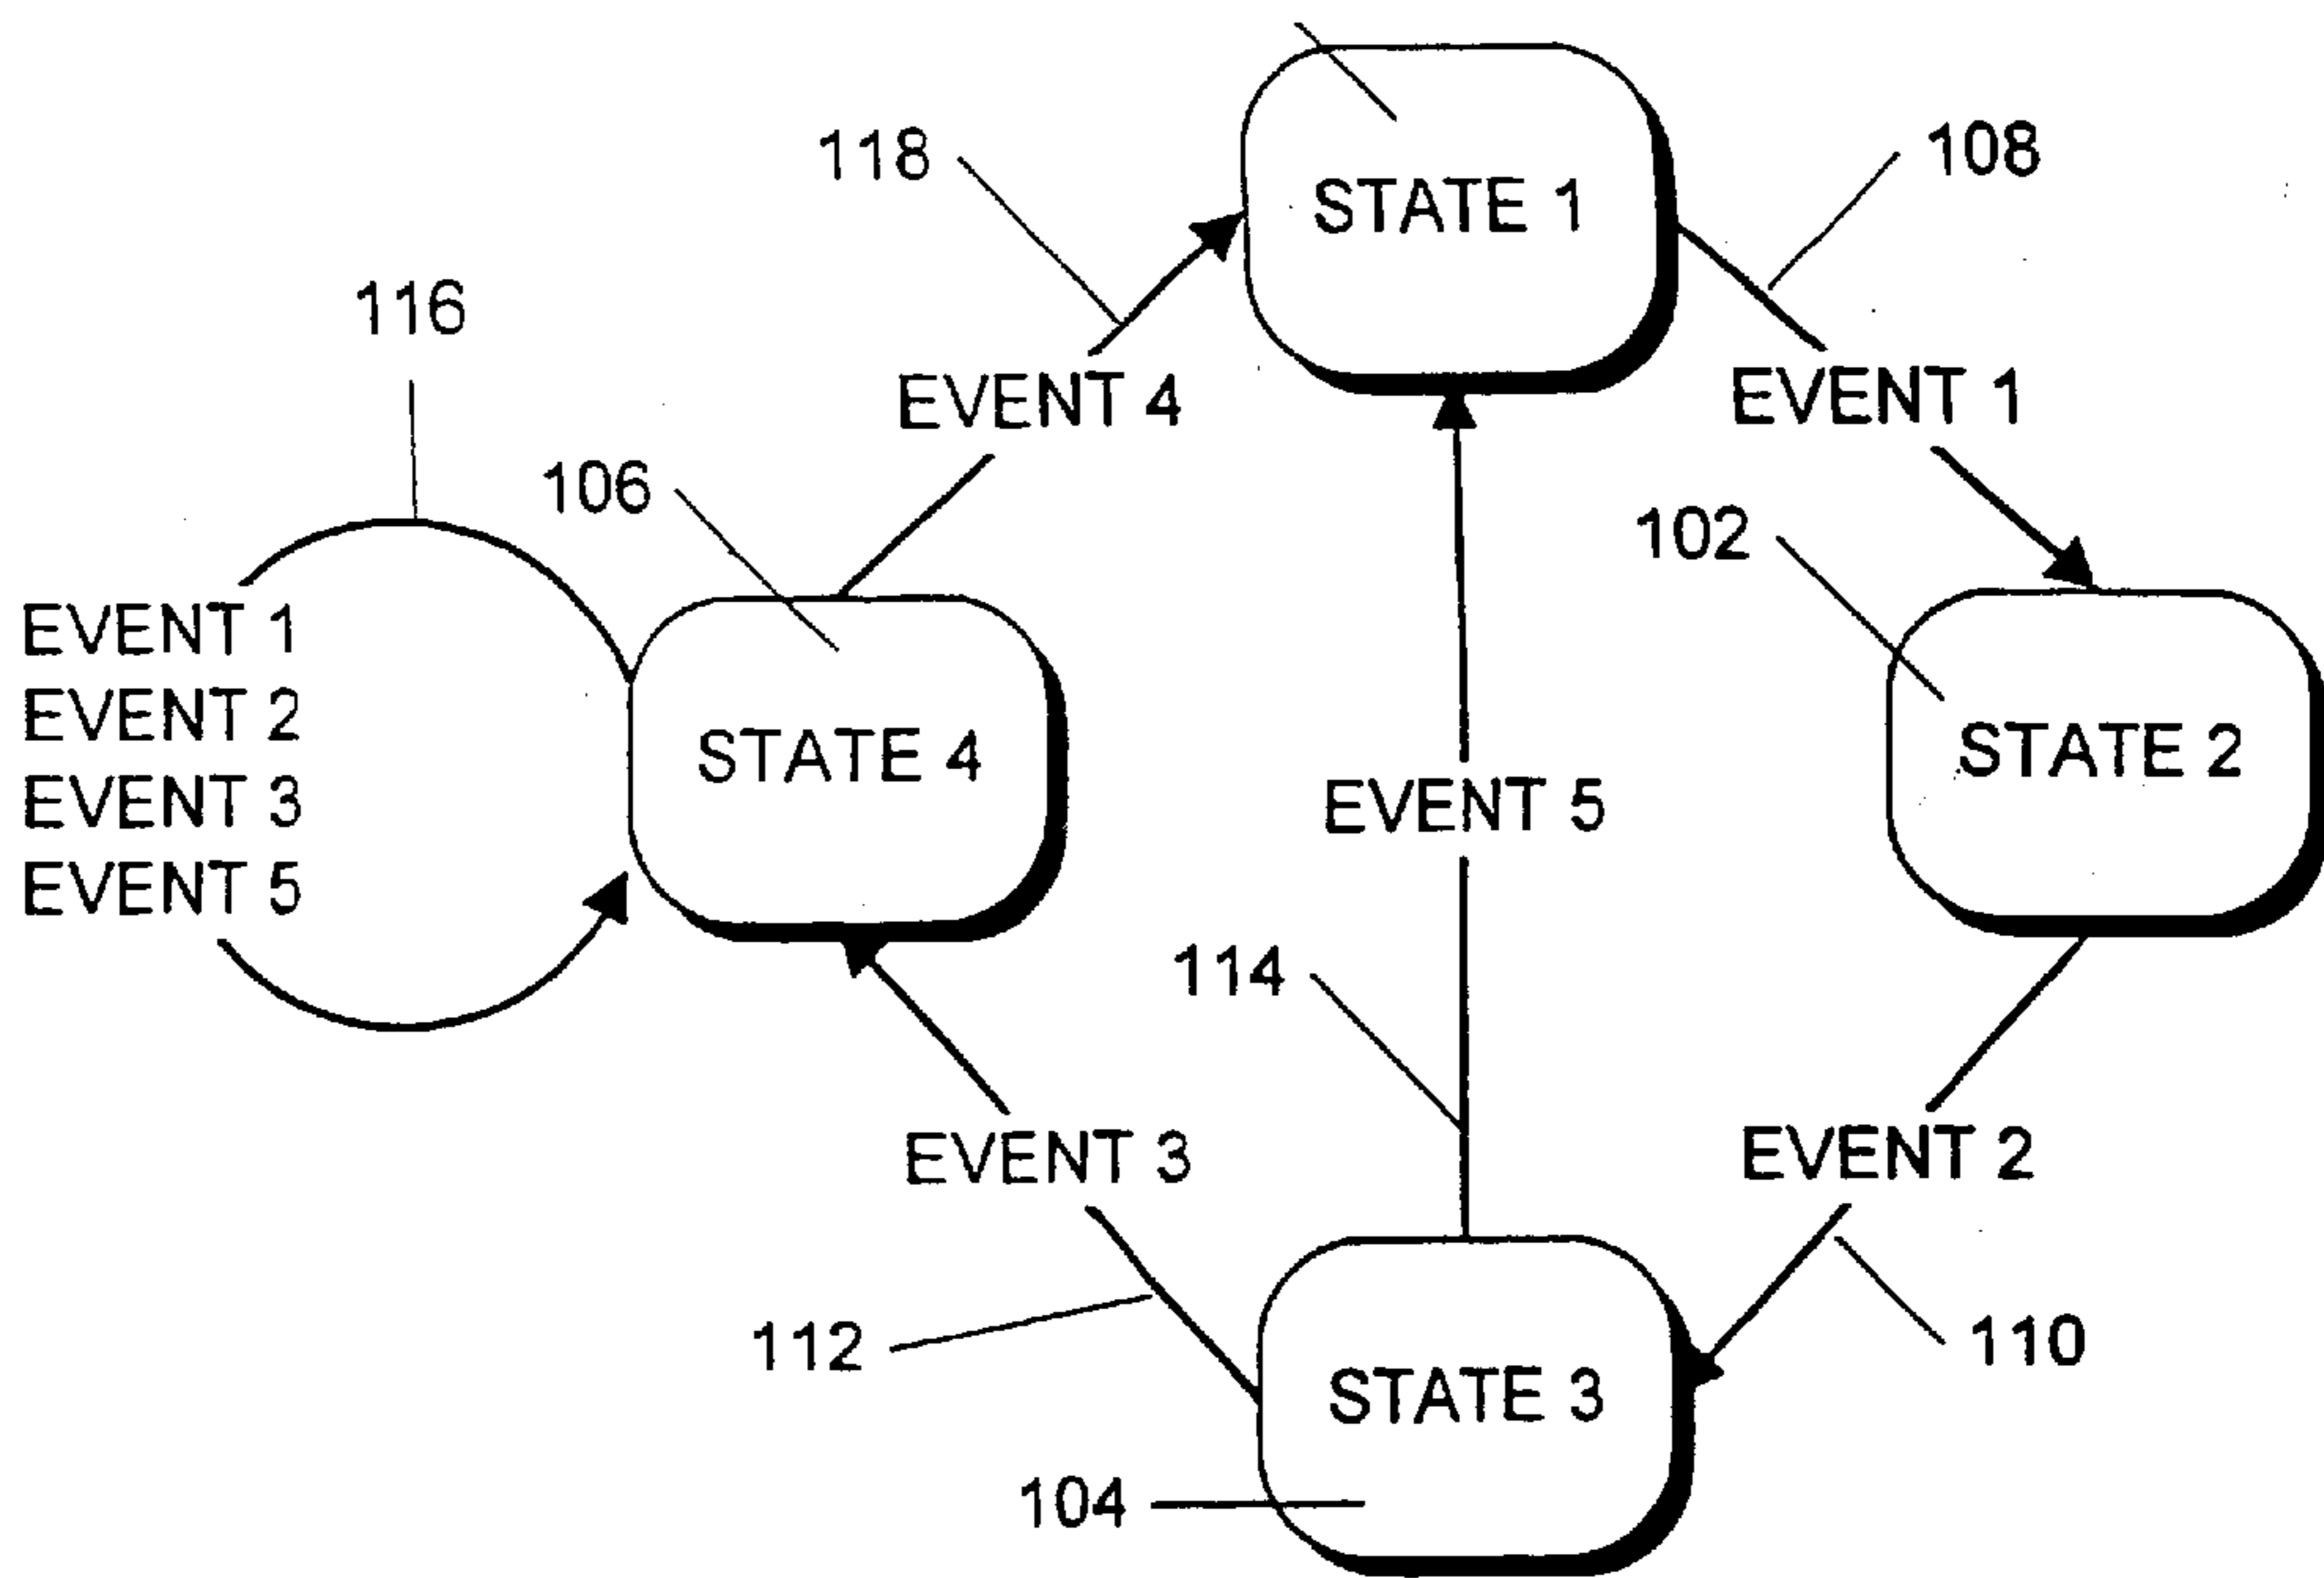 118
STATE 1
108
116
EVENT 4
EVENT 1
106
102
EVENT 1
EVENT 2
EVENT 3
EVENT 5
STATE 4
EVENT 5
STATE 2
114
EVENT 3
EVENT 2
112
110
STATE 3
104